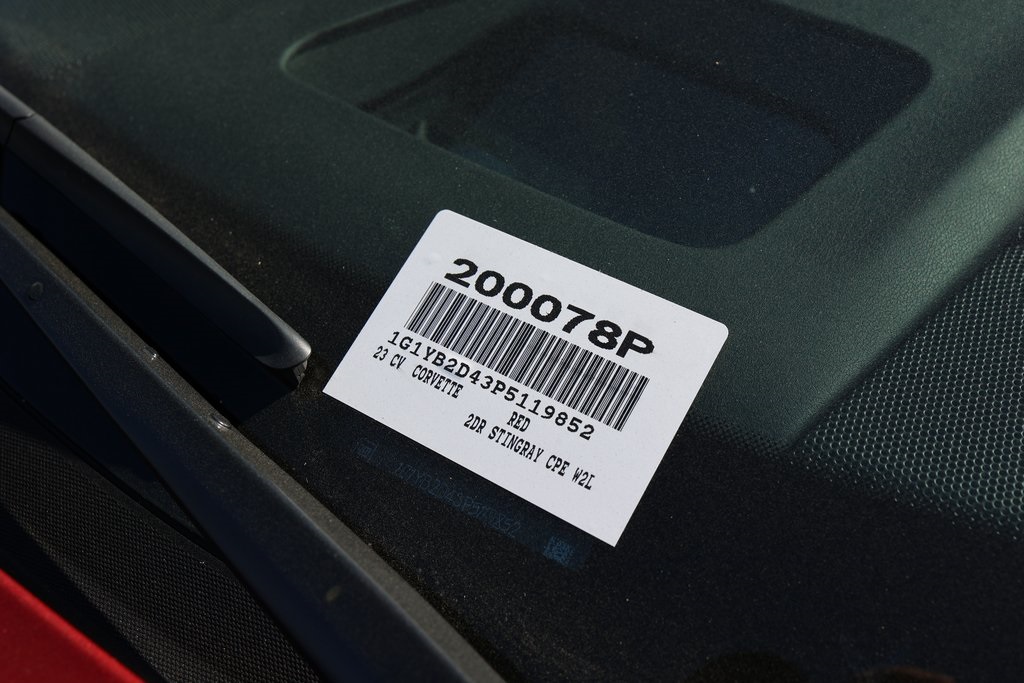 200078P
1G1YB2D43P5119852
23 CV CORVETTE
RED
2DR STINGRAY CPE W2L